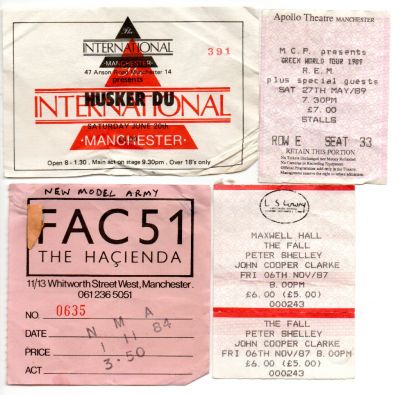 The
INTERNATIONAL
MANCHESTER
47 Anson Road Manchester 14
391
presents
HUSKER DU
INTERNATIONAL
SATURDAY JUNE 20th
MANCHESTER
Open 8-1.30. Main act on stage 9.30pm. Over 18's only
Apollo Theatre MANCHESTER
M.C.P. presents
GREEN WORLD TOUR 1989
R.E.M.
plus special guests
SAT 27TH MAY/89
7.30PM
£7.00
STALLS
ROW E SEAT 33
RETAIN THIS PORTION
NEW MODEL ARMY
FAC51
THE HAÇIENDA
11/13 Whitworth Street West, Manchester.
061 236 5051
NO. 0635
DATE N M A
1 11 84
PRICE 3.50
ACT
L S Lowry
MAXWELL HALL
THE FALL
PETER SHELLEY
JOHN COOPER CLARKE
FRI 06TH NOV/87
£6.00 (£5.00)
000243
THE FALL
PETER SHELLEY
JOHN COOPER CLARKE
FRI 06TH NOV/87 8.00PM
£6.00 (£5.00)
000243